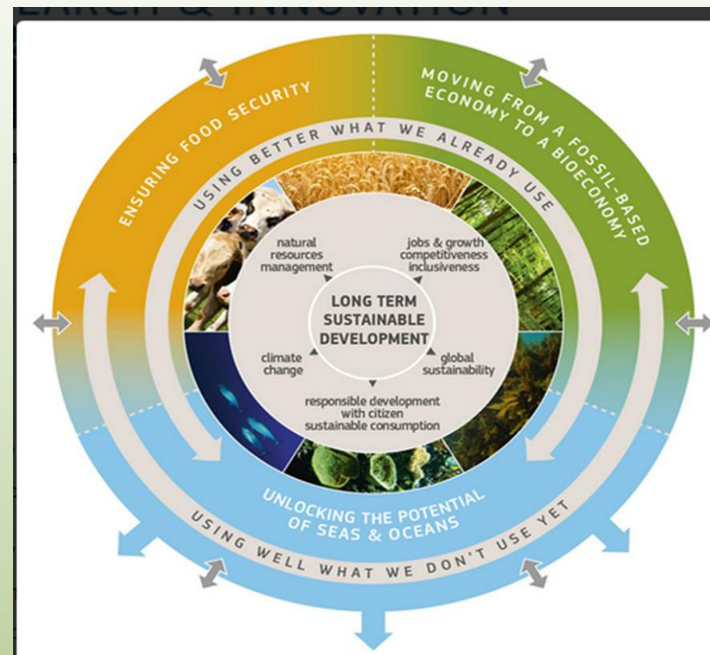 EARCH & INNOVATION
ENSURING FOOD SECURITY
MOVING FROM A FOSSIL-BASED
ECONOMY TO A BIOECONOMY
USING BETTER WHAT WE ALREADY USE
natural
resources
management
jobs & growth
competitiveness
inclusiveness
LONG TERM
SUSTAINABLE
DEVELOPMENT
climate
change
global
sustainability
responsible development
with citizen
sustainable consumption
UNLOCKING THE POTENTIAL
OF SEAS & OCEANS
USING WELL WHAT WE DON'T USE YET